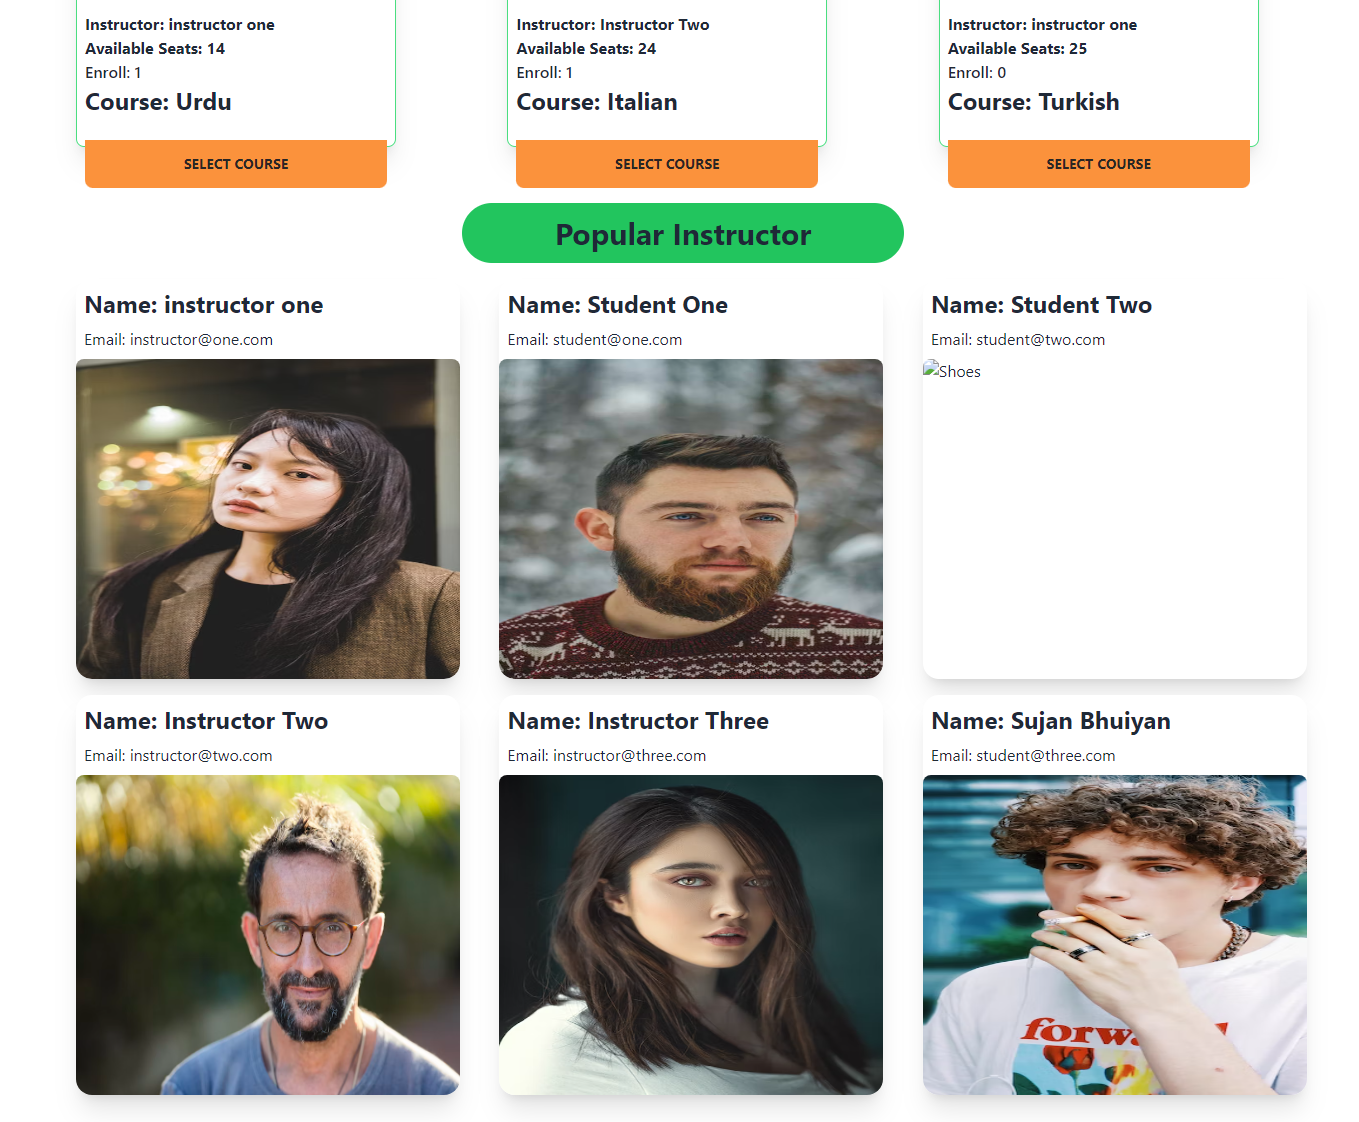 Instructor: instructor one
Available Seats: 14
Enroll: 1
Course: Urdu
SELECT COURSE
Instructor: Instructor Two
Available Seats: 24
Enroll: 1
Course: Italian
SELECT COURSE
Instructor: instructor one
Available Seats: 25
Enroll: 0
Course: Turkish
SELECT COURSE
Popular Instructor
Name: instructor one
Email: instructor@one.com
Name: Student One
Email: student@one.com
Name: Student Two
Email: student@two.com
Shoes
Name: Instructor Two
Email: instructor@two.com
Name: Instructor Three
Email: instructor@three.com
Name: Sujan Bhuiyan
Email: student@three.com